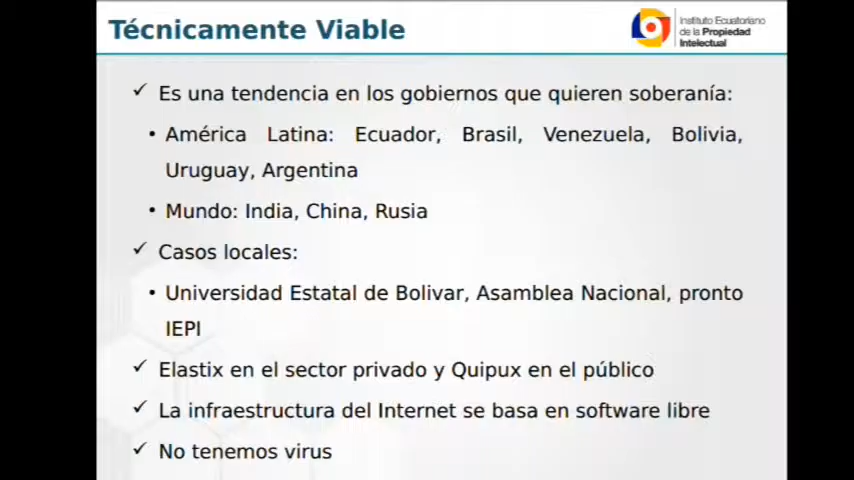 Técnicamente Viable
Instituto Ecuatoriano
de la Propiedad
Intelectual
✓ Es una tendencia en los gobiernos que quieren soberanía:
• América Latina: Ecuador, Brasil, Venezuela, Bolivia,
Uruguay, Argentina
• Mundo: India, China, Rusia
✓ Casos locales:
• Universidad Estatal de Bolivar, Asamblea Nacional, pronto
IEPI
✓ Elastix en el sector privado y Quipux en el público
✓ La infraestructura del Internet se basa en software libre
✓ No tenemos virus